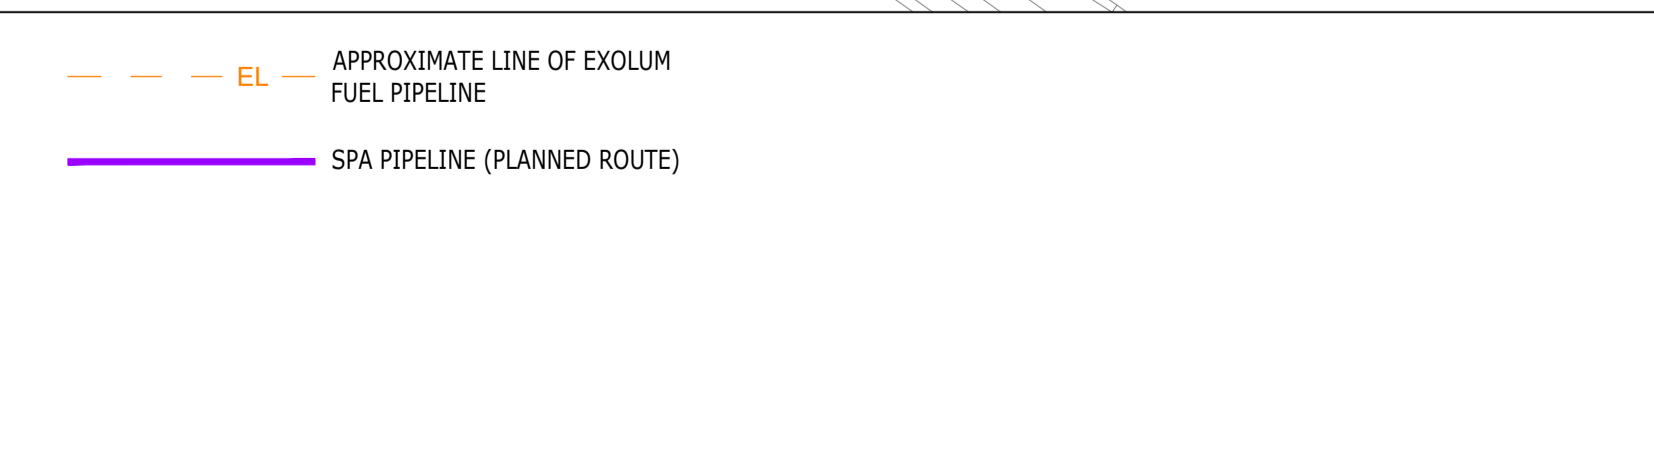 EL
APPROXIMATE LINE OF EXOLUM
FUEL PIPELINE
SPA PIPELINE (PLANNED ROUTE)